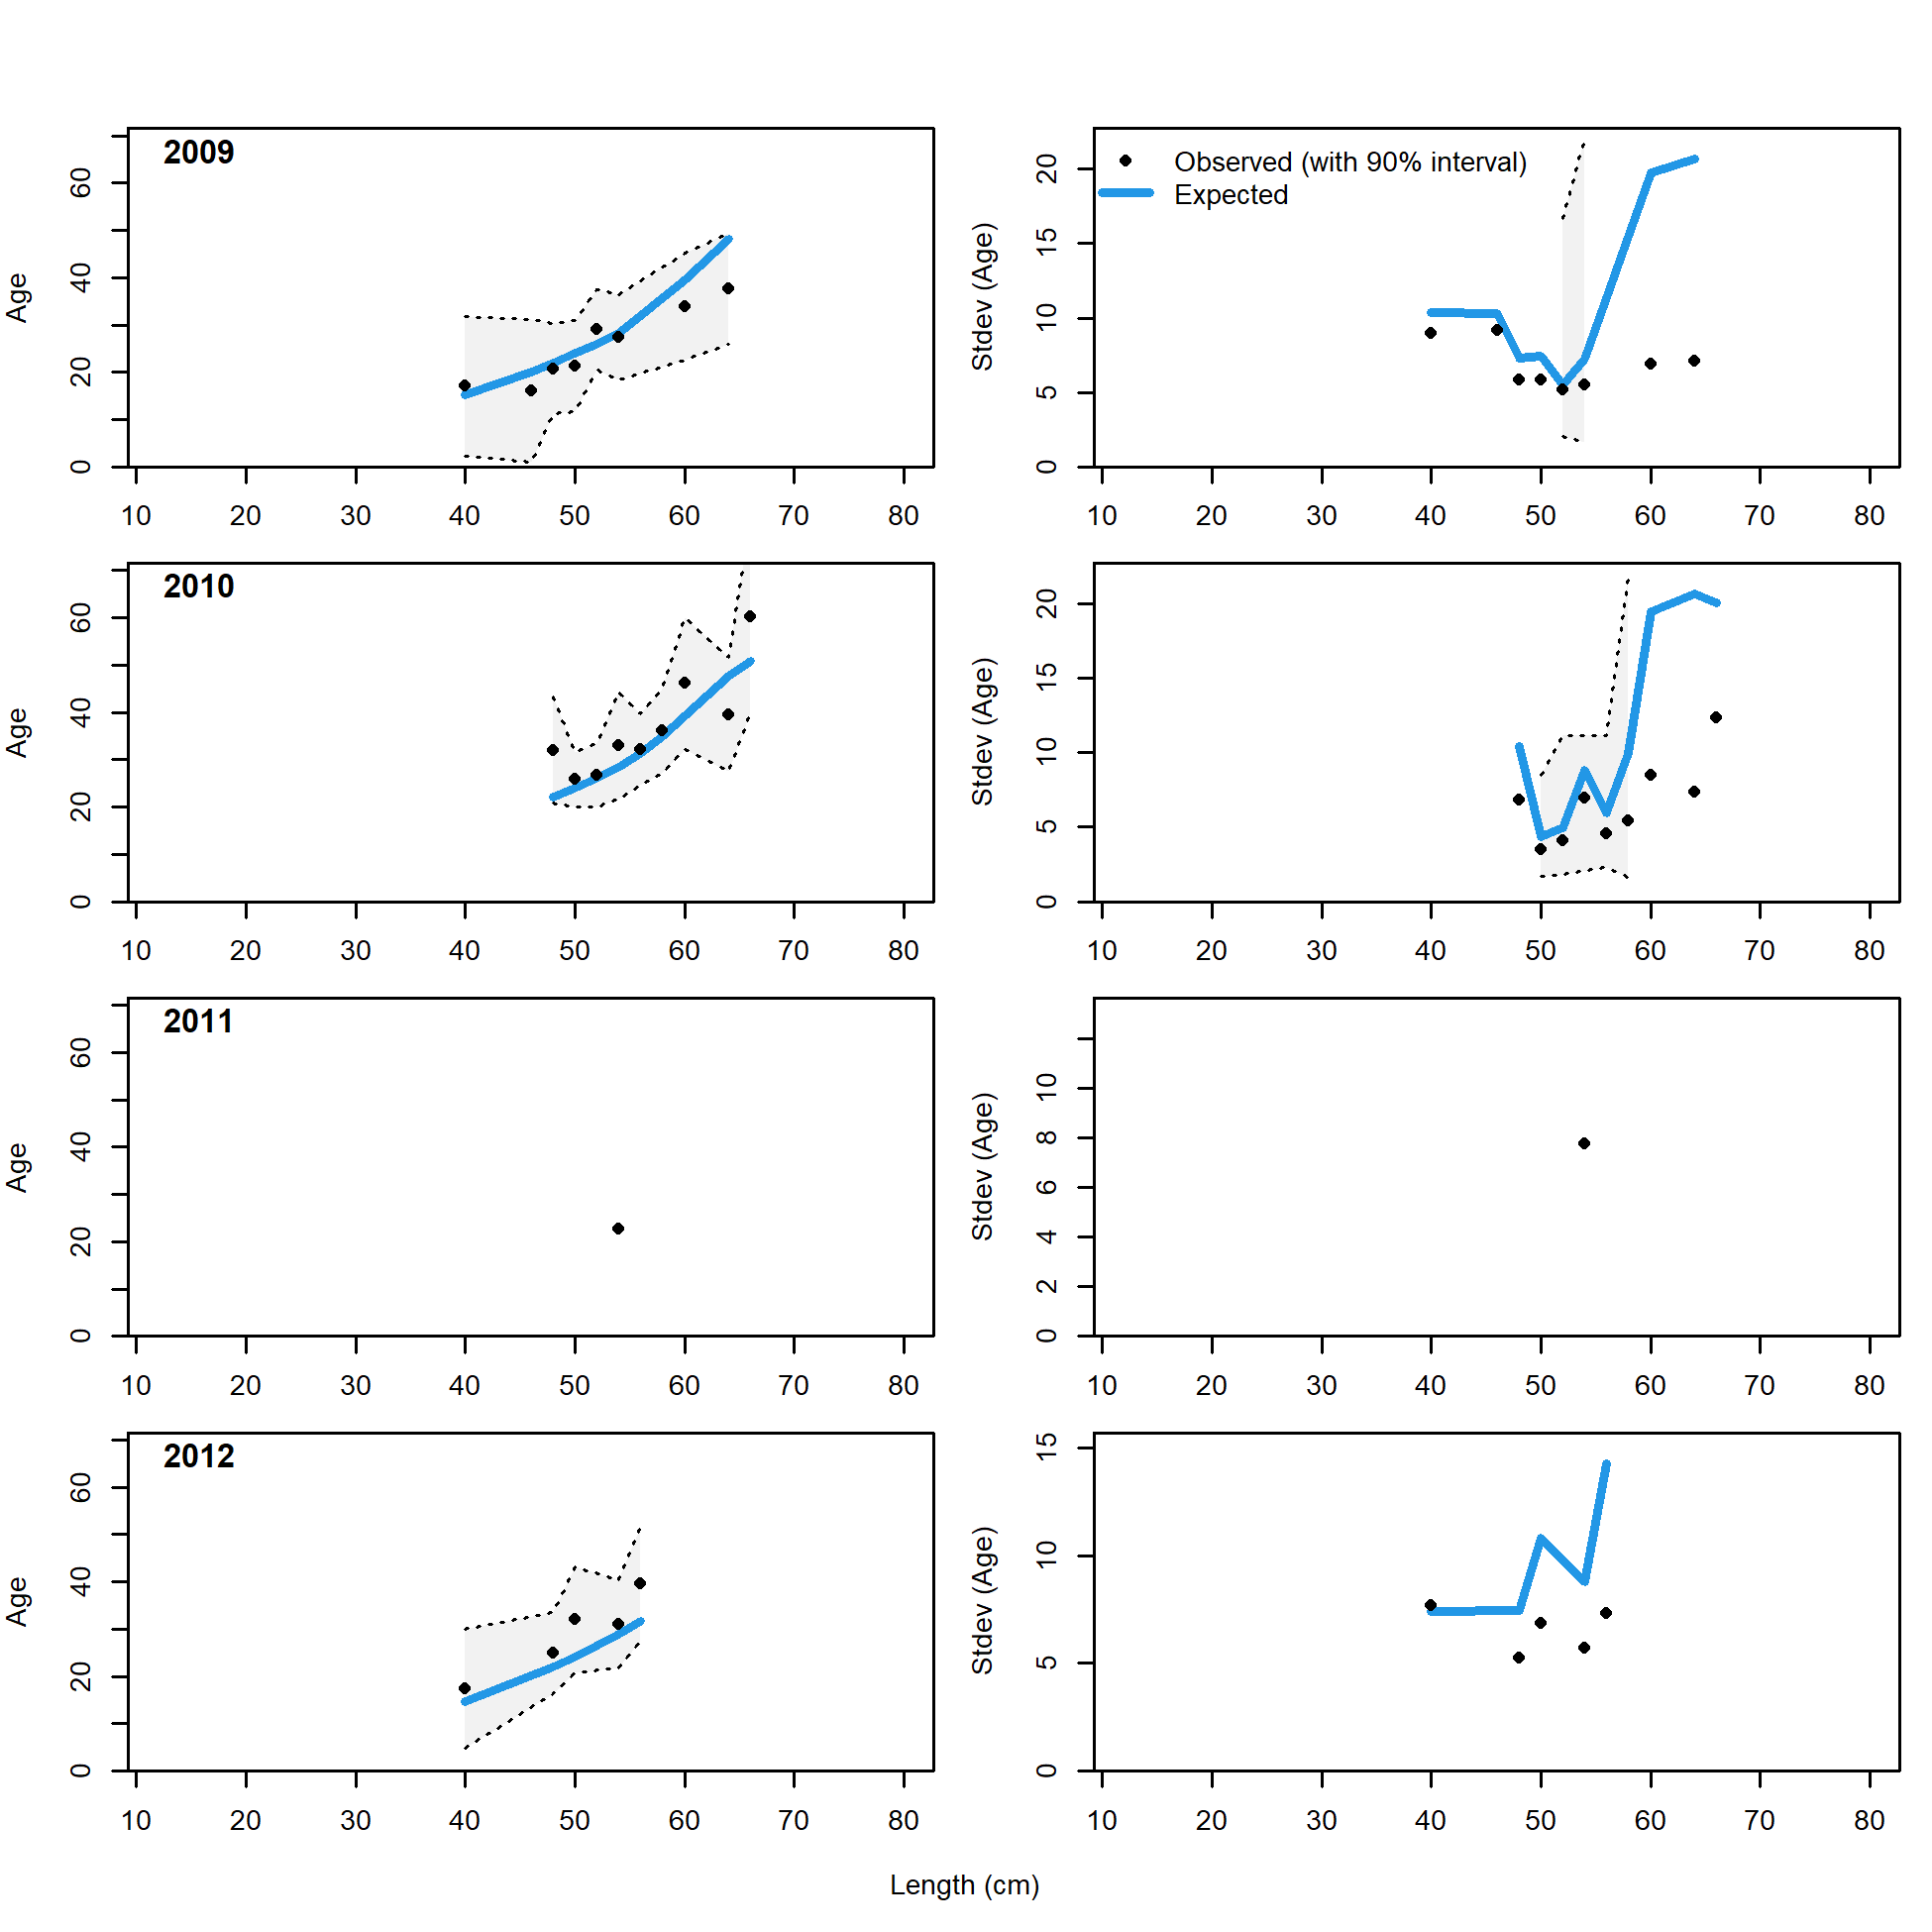 2009
Age
0 20 40 60
10 20 30 40 50 60 70 80
Observed (with 90% interval)
Expected
Stdev (Age)
0 5 10 15 20
10 20 30 40 50 60 70 80
2010
Age
0 20 40 60
10 20 30 40 50 60 70 80
Stdev (Age)
0 5 10 15 20
10 20 30 40 50 60 70 80
2011
Age
0 20 40 60
10 20 30 40 50 60 70 80
Stdev (Age)
0 2 4 6 8 10
10 20 30 40 50 60 70 80
2012
Age
0 20 40 60
10 20 30 40 50 60 70 80
Stdev (Age)
0 5 10 15
10 20 30 40 50 60 70 80
Length (cm)